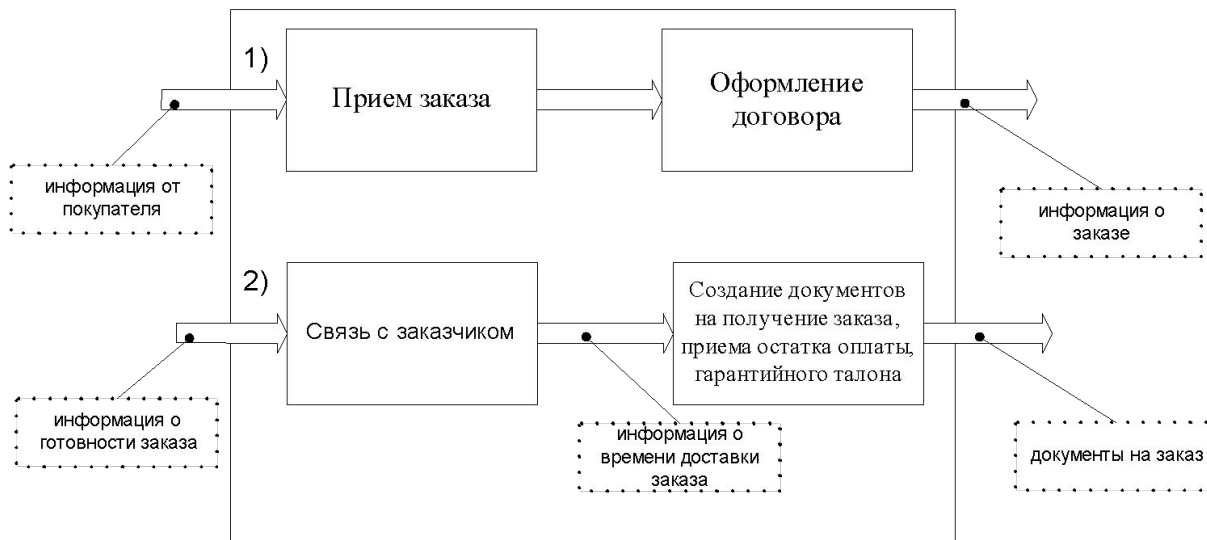 1)
Прием заказа
Оформление
договора
информация от
покупателя
информация о
заказе
2)
Связь с заказчиком
Создание документов
на получение заказа,
приема остатка оплаты,
гарантийного талона
информация о
готовности заказа
информация о
времени доставки
заказа
документы на заказ